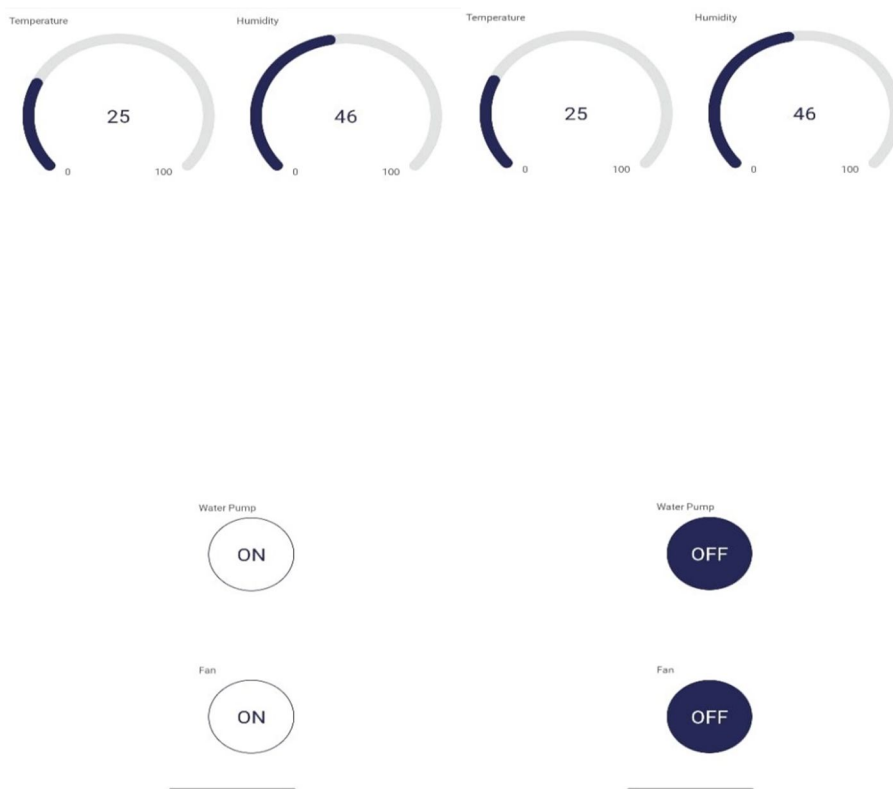 Temperature
Humidity
Temperature
Humidity
25
46
25
46
0
100
0
100
0
100
0
100
Water Pump
Water Pump
ON
OFF
Fan
Fan
ON
OFF